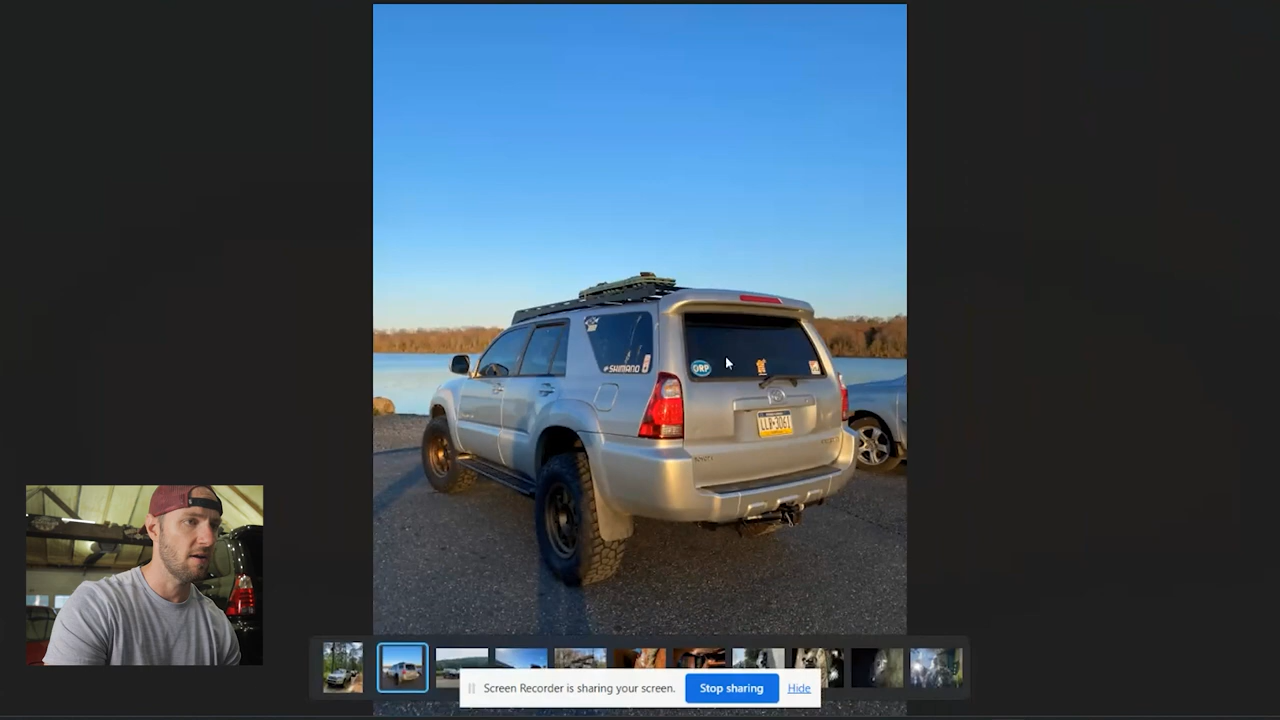 SHIMANO
ORP
Screen Recorder is sharing your screen.
Stop sharing
Hide